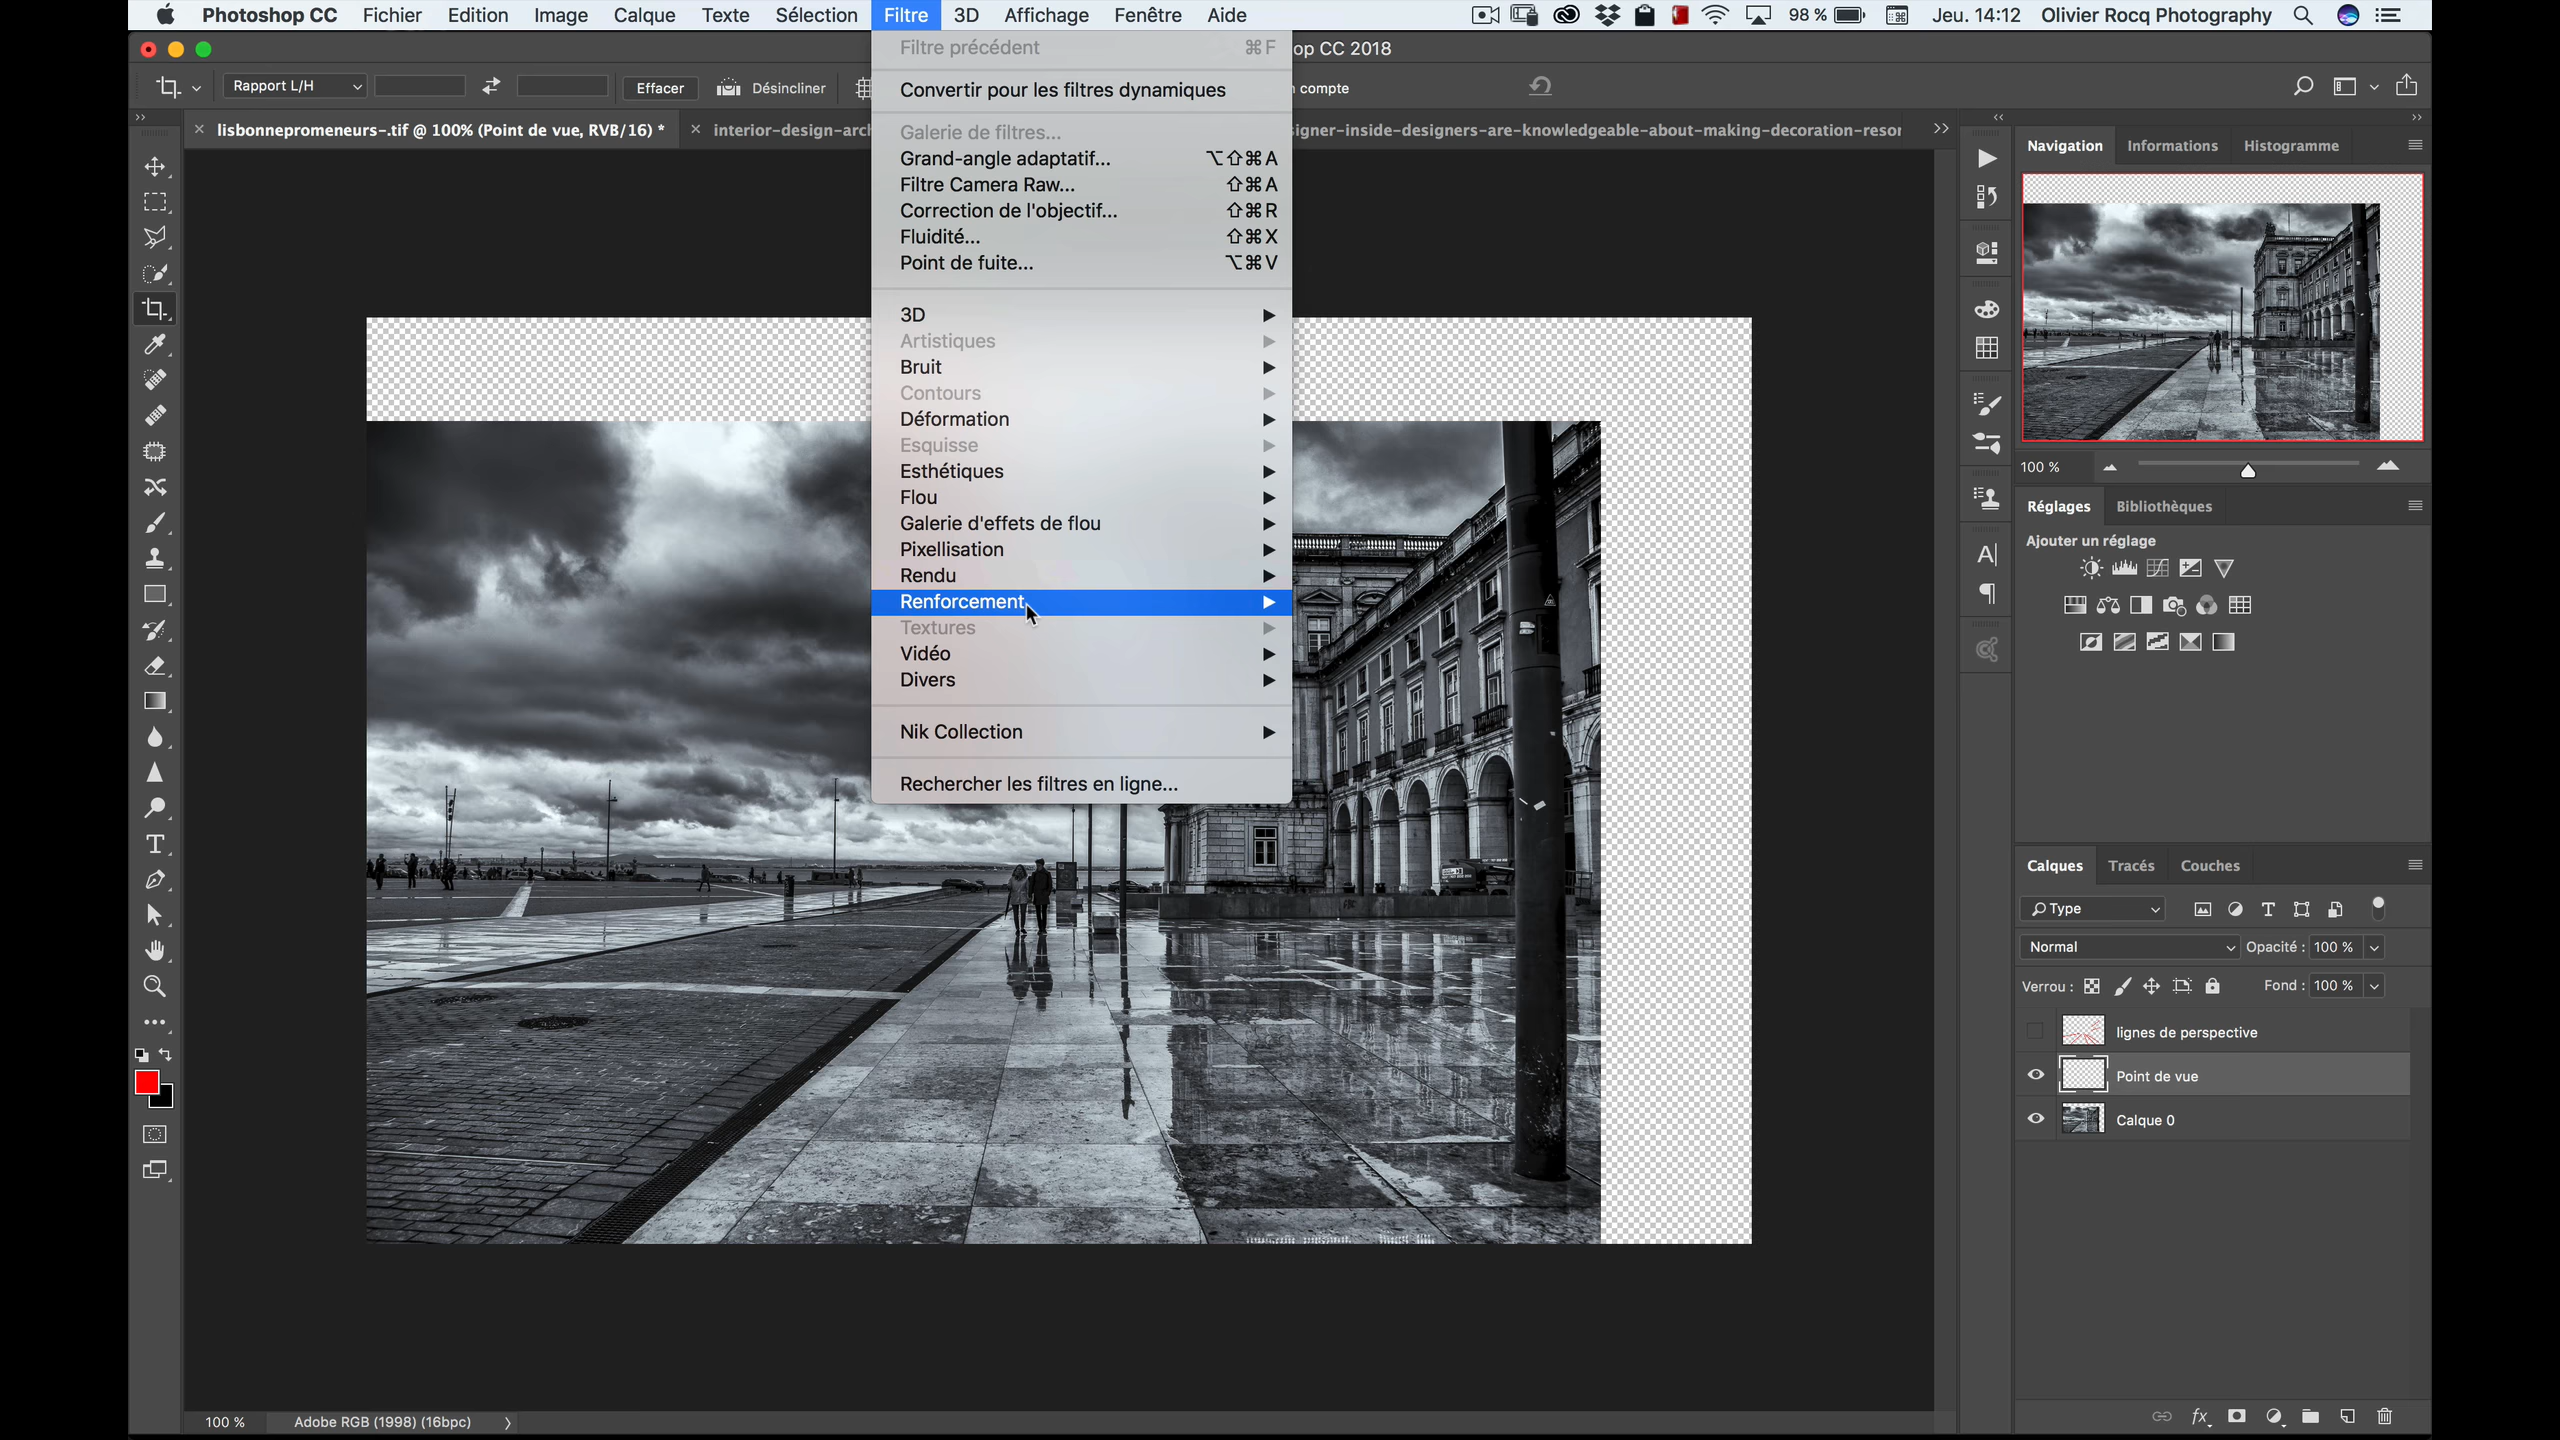 Photoshop CC Fichier Edition Image Calque Texte Sélection Filtre 3D Affichage Fenêtre Aide 98 % Jeu. 14:12 Olivier Rocq Photography
op CC 2018
Rapport L/H Effacer Désincliner compte
lisbonnepromeneurs-.tif @ 100% (Point de vue, RVB/16) * interior-design-arch igner-inside-designers-are-knowledgeable-about-making-decoration-resor
Filtre précédent ⌘F
Convertir pour les filtres dynamiques
Galerie de filtres...
Grand-angle adaptatif... ⌥⇧⌘A
Filtre Camera Raw... ⇧⌘A
Correction de l'objectif... ⇧⌘R
Fluidité... ⇧⌘X
Point de fuite... ⌥⌘V
3D
Artistiques
Bruit
Contours
Déformation
Esquisse
Esthétiques
Flou
Galerie d'effets de flou
Pixellisation
Rendu
Renforcement
Textures
Vidéo
Divers
Nik Collection
Rechercher les filtres en ligne...
Navigation Informations Histogramme
100 %
Réglages Bibliothèques
Ajouter un réglage
Calques Tracés Couches
Type
Normal Opacité : 100 %
Verrou : Fond : 100 %
lignes de perspective
Point de vue
Calque 0
100 % Adobe RGB (1998) (16bpc)